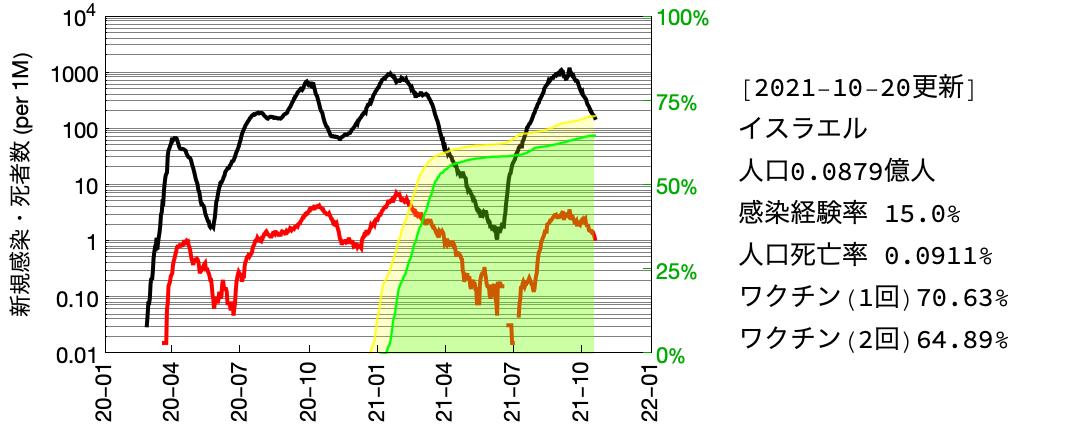 新規感染・死者数 (per 1M)
10^4
1000
100
10
1
0.10
0.01
100%
75%
50%
25%
0%
20-01
20-04
20-07
20-10
21-01
21-04
21-07
21-10
22-01
[2021-10-20更新]
イスラエル
人口0.0879億人
感染経験率 15.0%
人口死亡率 0.0911%
ワクチン(1回)70.63%
ワクチン(2回)64.89%